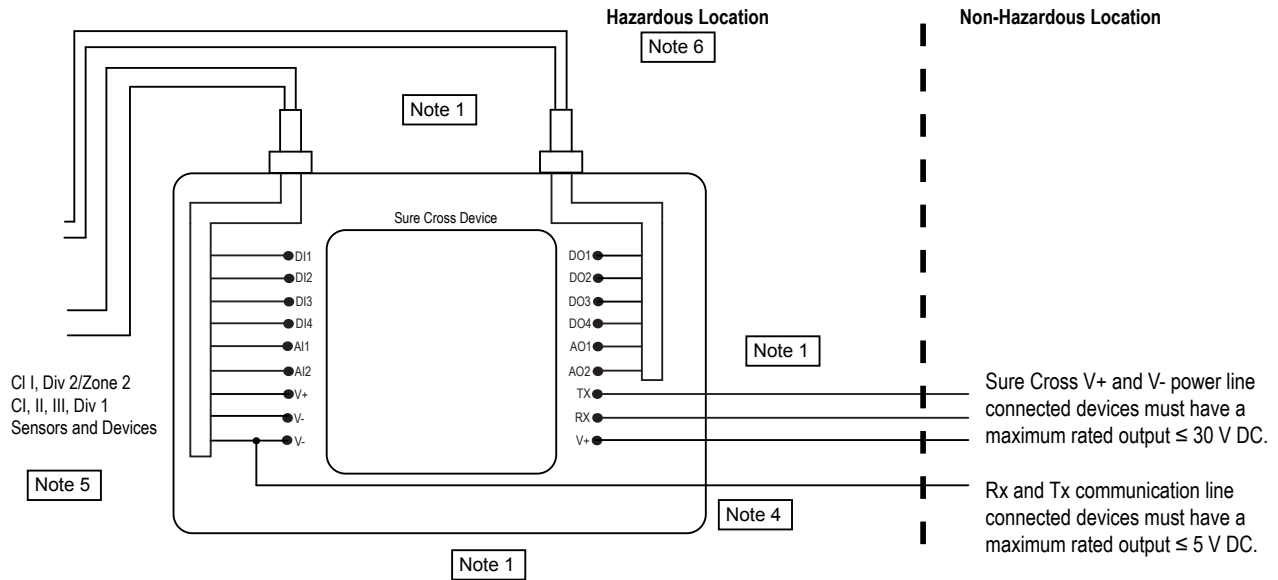 Hazardous Location
Non-Hazardous Location
Note 6
Note 1
Sure Cross Device
DI1
DI2
DI3
DI4
AI1
AI2
V+
V-
V-
DO1
DO2
DO3
DO4
AO1
AO2
TX
RX
V+
Note 1
Cl I, Div 2/Zone 2
Cl, II, III, Div 1
Sensors and Devices
Note 5
Sure Cross V+ and V- power line
connected devices must have a
maximum rated output ≤ 30 V DC.
Rx and Tx communication line
connected devices must have a
maximum rated output ≤ 5 V DC.
Note 4
Note 1